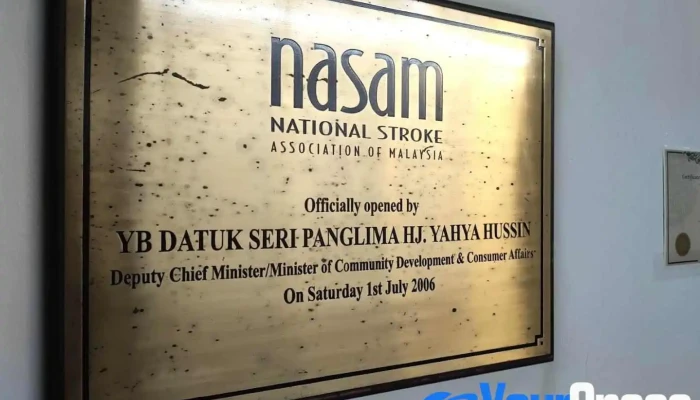 nasam
NATIONAL STROKE
ASSOCIATION OF MALAYSIA
Officially opened by
YB DATUK SERI PANGLIMA HJ. YAHYA HUSSIN
Deputy Chief Minister/Minister of Community Development & Consumer Affairs
On Saturday 1st July 2006